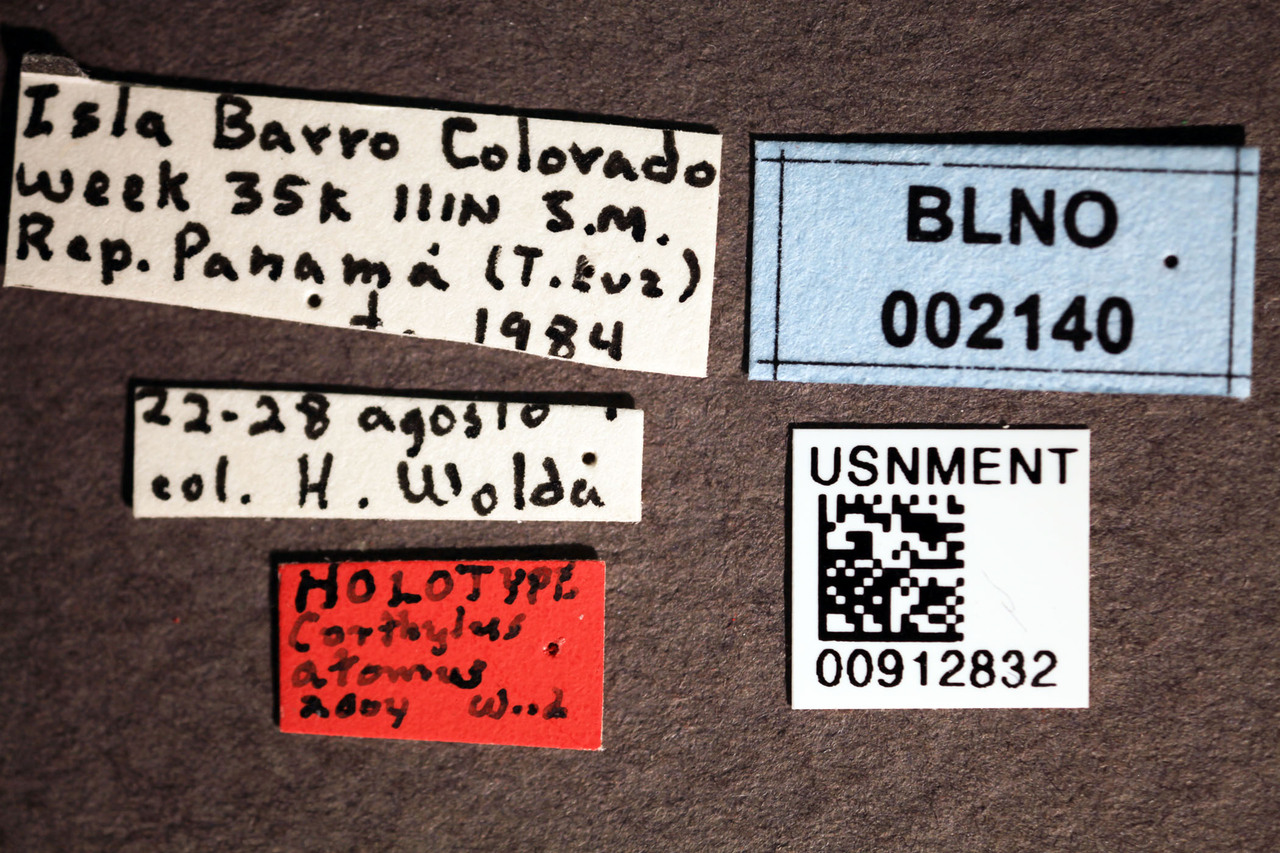 Isla Barro Colorado
week 35K IIIN S.M.
Rep. Panamá (T.Luz)
1984
22-28 agosto
col. H. Wolda
HOLOTYPE
Corthylus
atomus
2004 Wood
BLNO
002140
USNMENT
00912832